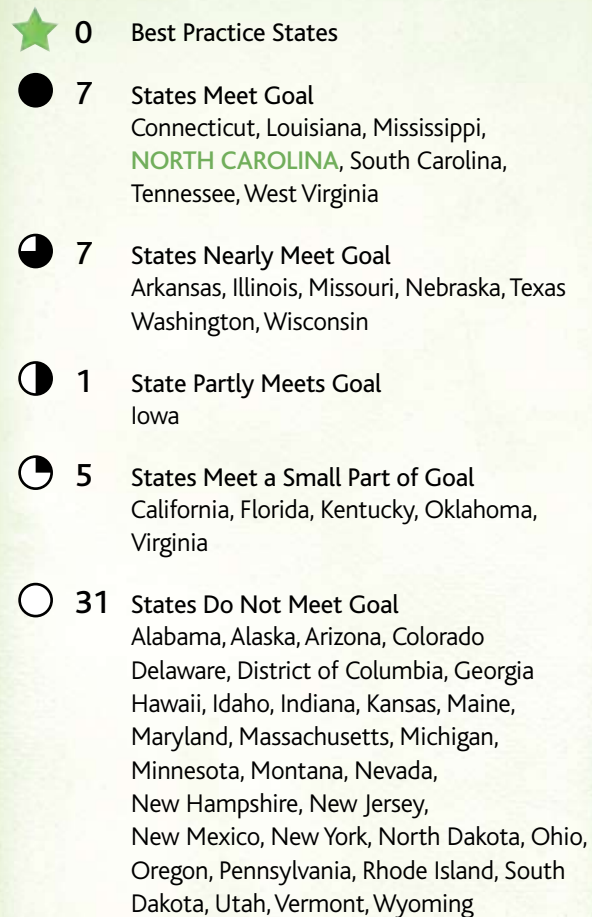 0 Best Practice States
7 States Meet Goal
Connecticut, Louisiana, Mississippi,
NORTH CAROLINA, South Carolina,
Tennessee, West Virginia
7 States Nearly Meet Goal
Arkansas, Illinois, Missouri, Nebraska, Texas
Washington, Wisconsin
1 State Partly Meets Goal
Iowa
5 States Meet a Small Part of Goal
California, Florida, Kentucky, Oklahoma,
Virginia
31 States Do Not Meet Goal
Alabama, Alaska, Arizona, Colorado
Delaware, District of Columbia, Georgia
Hawaii, Idaho, Indiana, Kansas, Maine,
Maryland, Massachusetts, Michigan,
Minnesota, Montana, Nevada,
New Hampshire, New Jersey,
New Mexico, New York, North Dakota, Ohio,
Oregon, Pennsylvania, Rhode Island, South
Dakota, Utah, Vermont, Wyoming